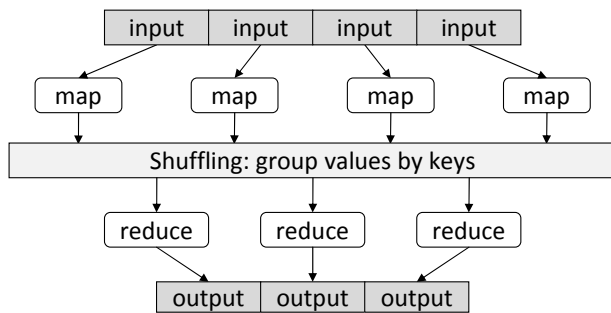 input input input input
map map map map
Shuffling: group values by keys
reduce reduce reduce
output output output